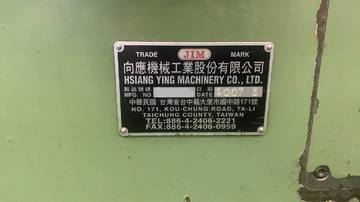 TRADE JIM MARK
向應機械工業股份有限公司
HSIANG YING MACHINERY CO., LTD.
製造號碼 日期
MFG NO DATE 2007 3
中華民國 台灣省台中縣大里市國中路171號
NO. 171, KOU-CHUNG ROAD, TA-LI
TAICHUNG COUNTY, TAIWAN
TEL:886-4-2406-2221
FAX:886-4-2406-0959